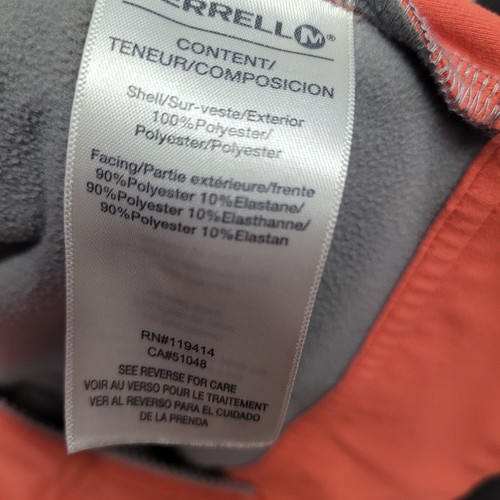 MERRELL M
CONTENT/
TENEUR/COMPOSICION
Shell/Sur-veste/Exterior
100%Polyester/
Polyester/Polyester
Facing/Partie extérieure/frente
90%Polyester 10%Elastane/
90%Polyester 10%Elasthanne/
90%Polyester 10%Elastan
RN#119414
CA#51048
SEE REVERSE FOR CARE
VOIR AU VERSO POUR LE TRAITEMENT
VER AL REVERSO PARA EL CUIDADO
DE LA PRENDA